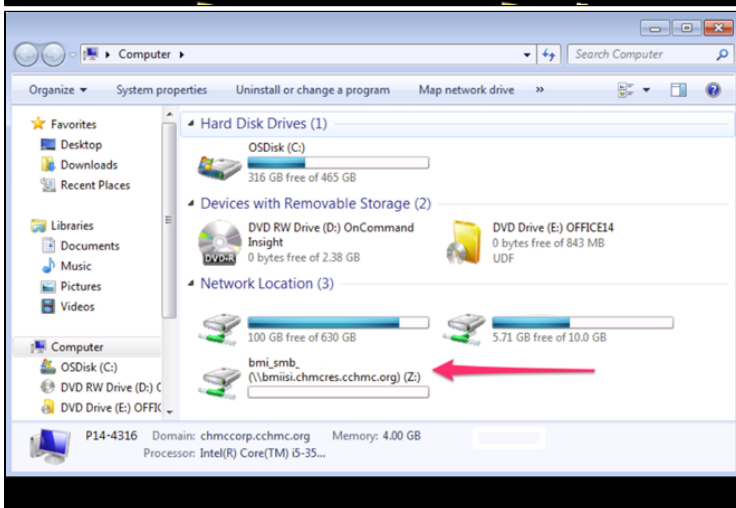 Computer
Search Computer
Organize
System properties
Uninstall or change a program
Map network drive
»
Favorites
Desktop
Downloads
Recent Places
Libraries
Documents
Music
Pictures
Videos
Computer
OSDisk (C:)
DVD RW Drive (D:) C
DVD Drive (E:) OFFIC
Hard Disk Drives (1)
OSDisk (C:)
316 GB free of 465 GB
Devices with Removable Storage (2)
DVD RW Drive (D:) OnCommand
Insight
0 bytes free of 2.38 GB
DVD Drive (E:) OFFICE14
0 bytes free of 843 MB
UDF
Network Location (3)
100 GB free of 630 GB
5.71 GB free of 10.0 GB
bmi_smb_
(\\bmiisi.chmcres.cchmc.org) (Z:)
P14-4316 Domain: chmccorp.cchmc.org Memory: 4.00 GB
Processor: Intel(R) Core(TM) i5-35...